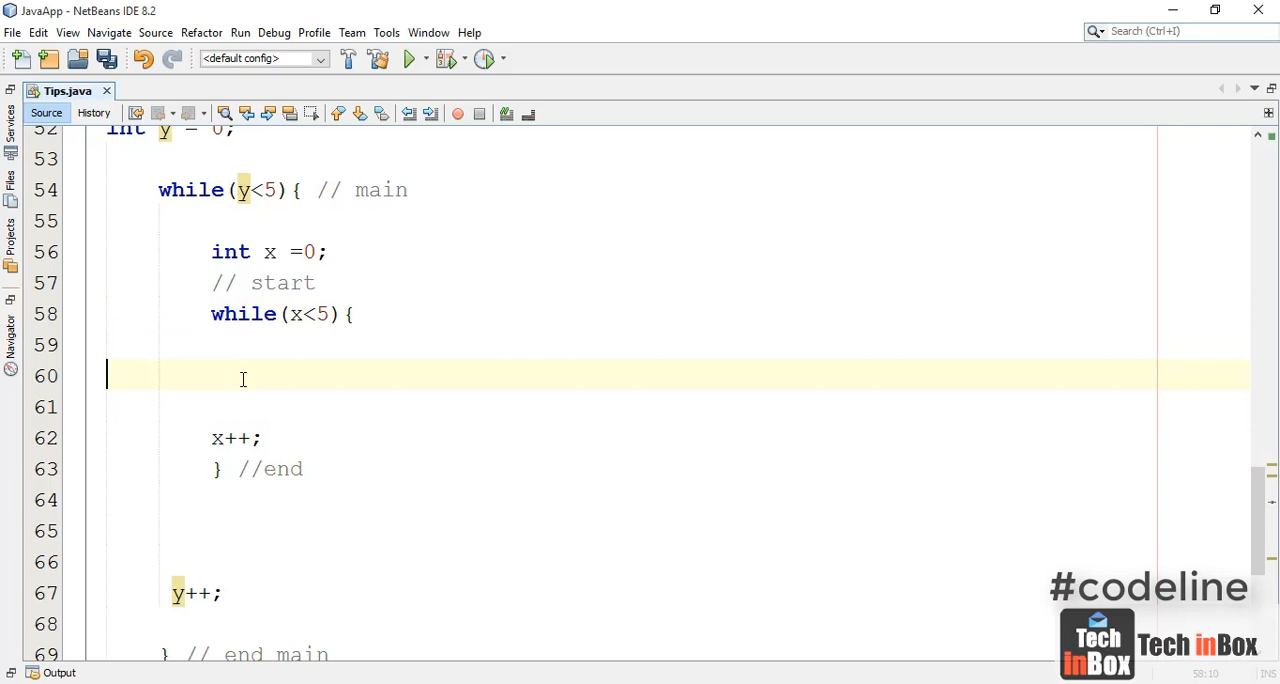 JavaApp - NetBeans IDE 8.2
File Edit View Navigate Source Refactor Run Debug Profile Team Tools Window Help
Search (Ctrl+I)
<default config>
Tips.java
Source History
Services
Files
Projects
Navigator
52 int y = 0;
53
54 while(y<5){ // main
55
56 int x =0;
57 // start
58 while(x<5){
59
60
61
62 x++;
63 } //end
64
65
66
67 y++;
68
69 } // end main
#codeline
Tech inBox
Tech inBox
Output
58:10 INS